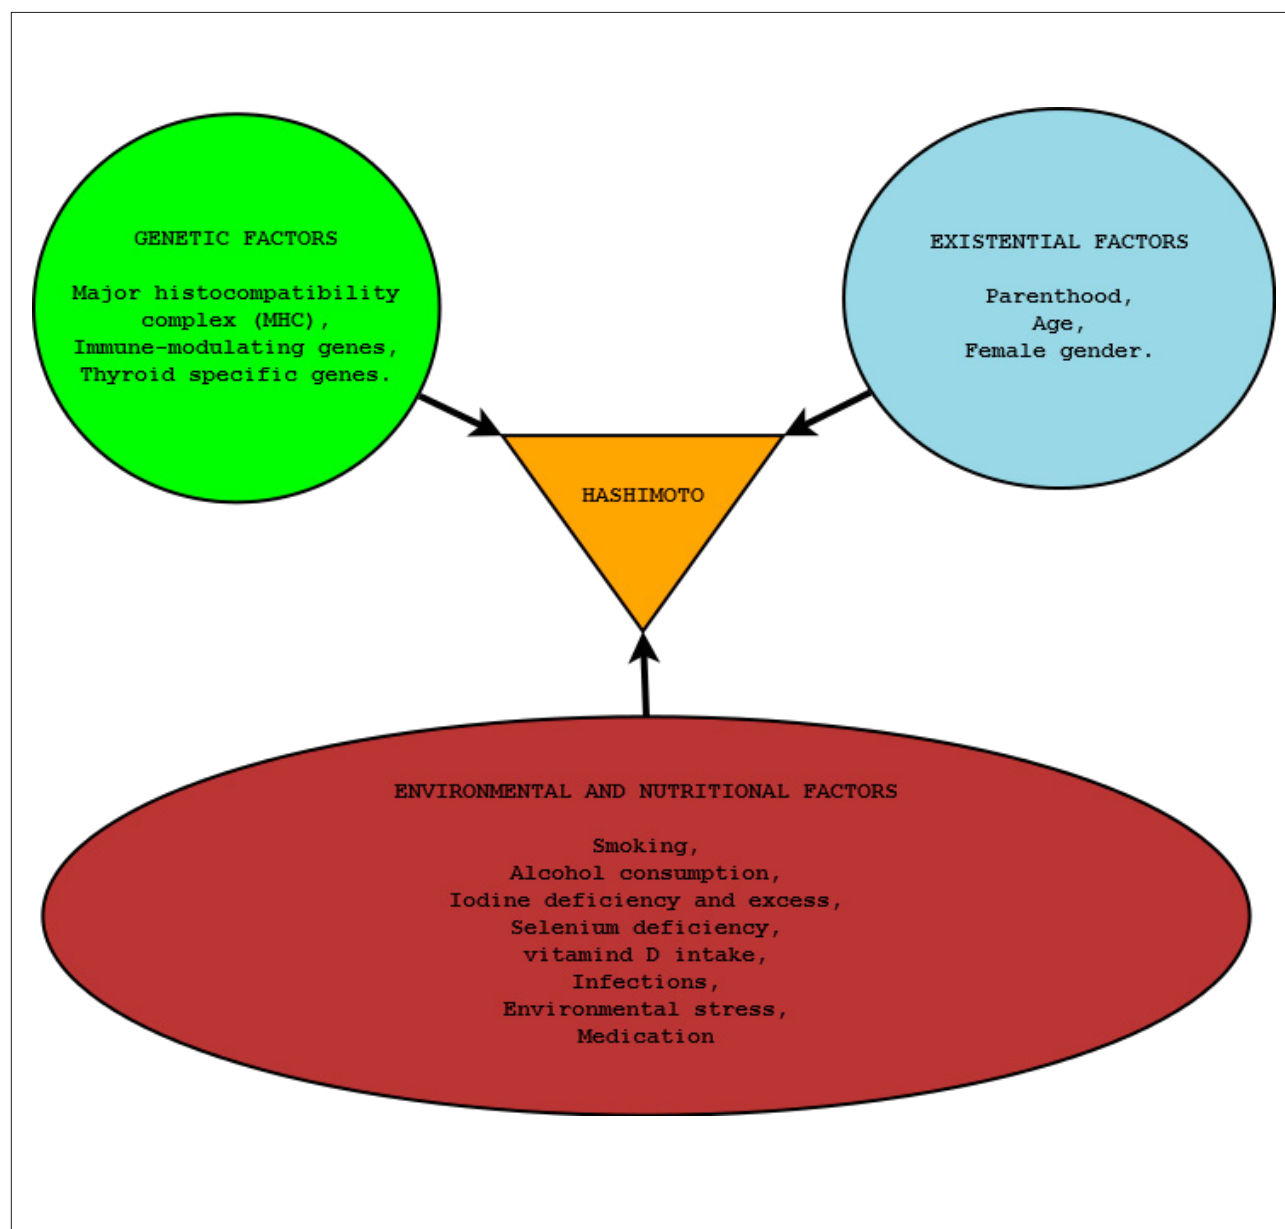 GENETIC FACTORS
Major histocompatibility
complex (MHC),
Immune-modulating genes,
Thyroid specific genes.
EXISTENTIAL FACTORS
Parenthood,
Age,
Female gender.
HASHIMOTO
ENVIRONMENTAL AND NUTRITIONAL FACTORS
Smoking,
Alcohol consumption,
Iodine deficiency and excess,
Selenium deficiency,
vitamind D intake,
Infections,
Environmental stress,
Medication